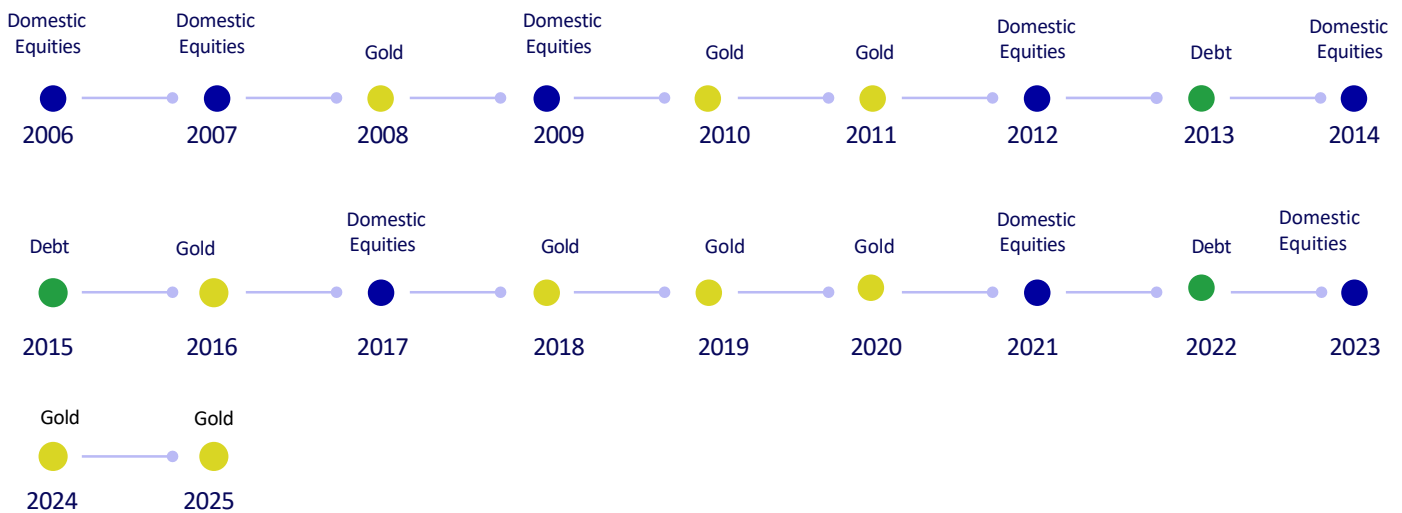 Domestic
Equities
Domestic
Equities
Gold
Domestic
Equities
Gold
Gold
Domestic
Equities
Debt
Domestic
Equities
2006
2007
2008
2009
2010
2011
2012
2013
2014
Debt
Gold
Domestic
Equities
Gold
Gold
Gold
Domestic
Equities
Debt
Domestic
Equities
2015
2016
2017
2018
2019
2020
2021
2022
2023
Gold
Gold
2024
2025